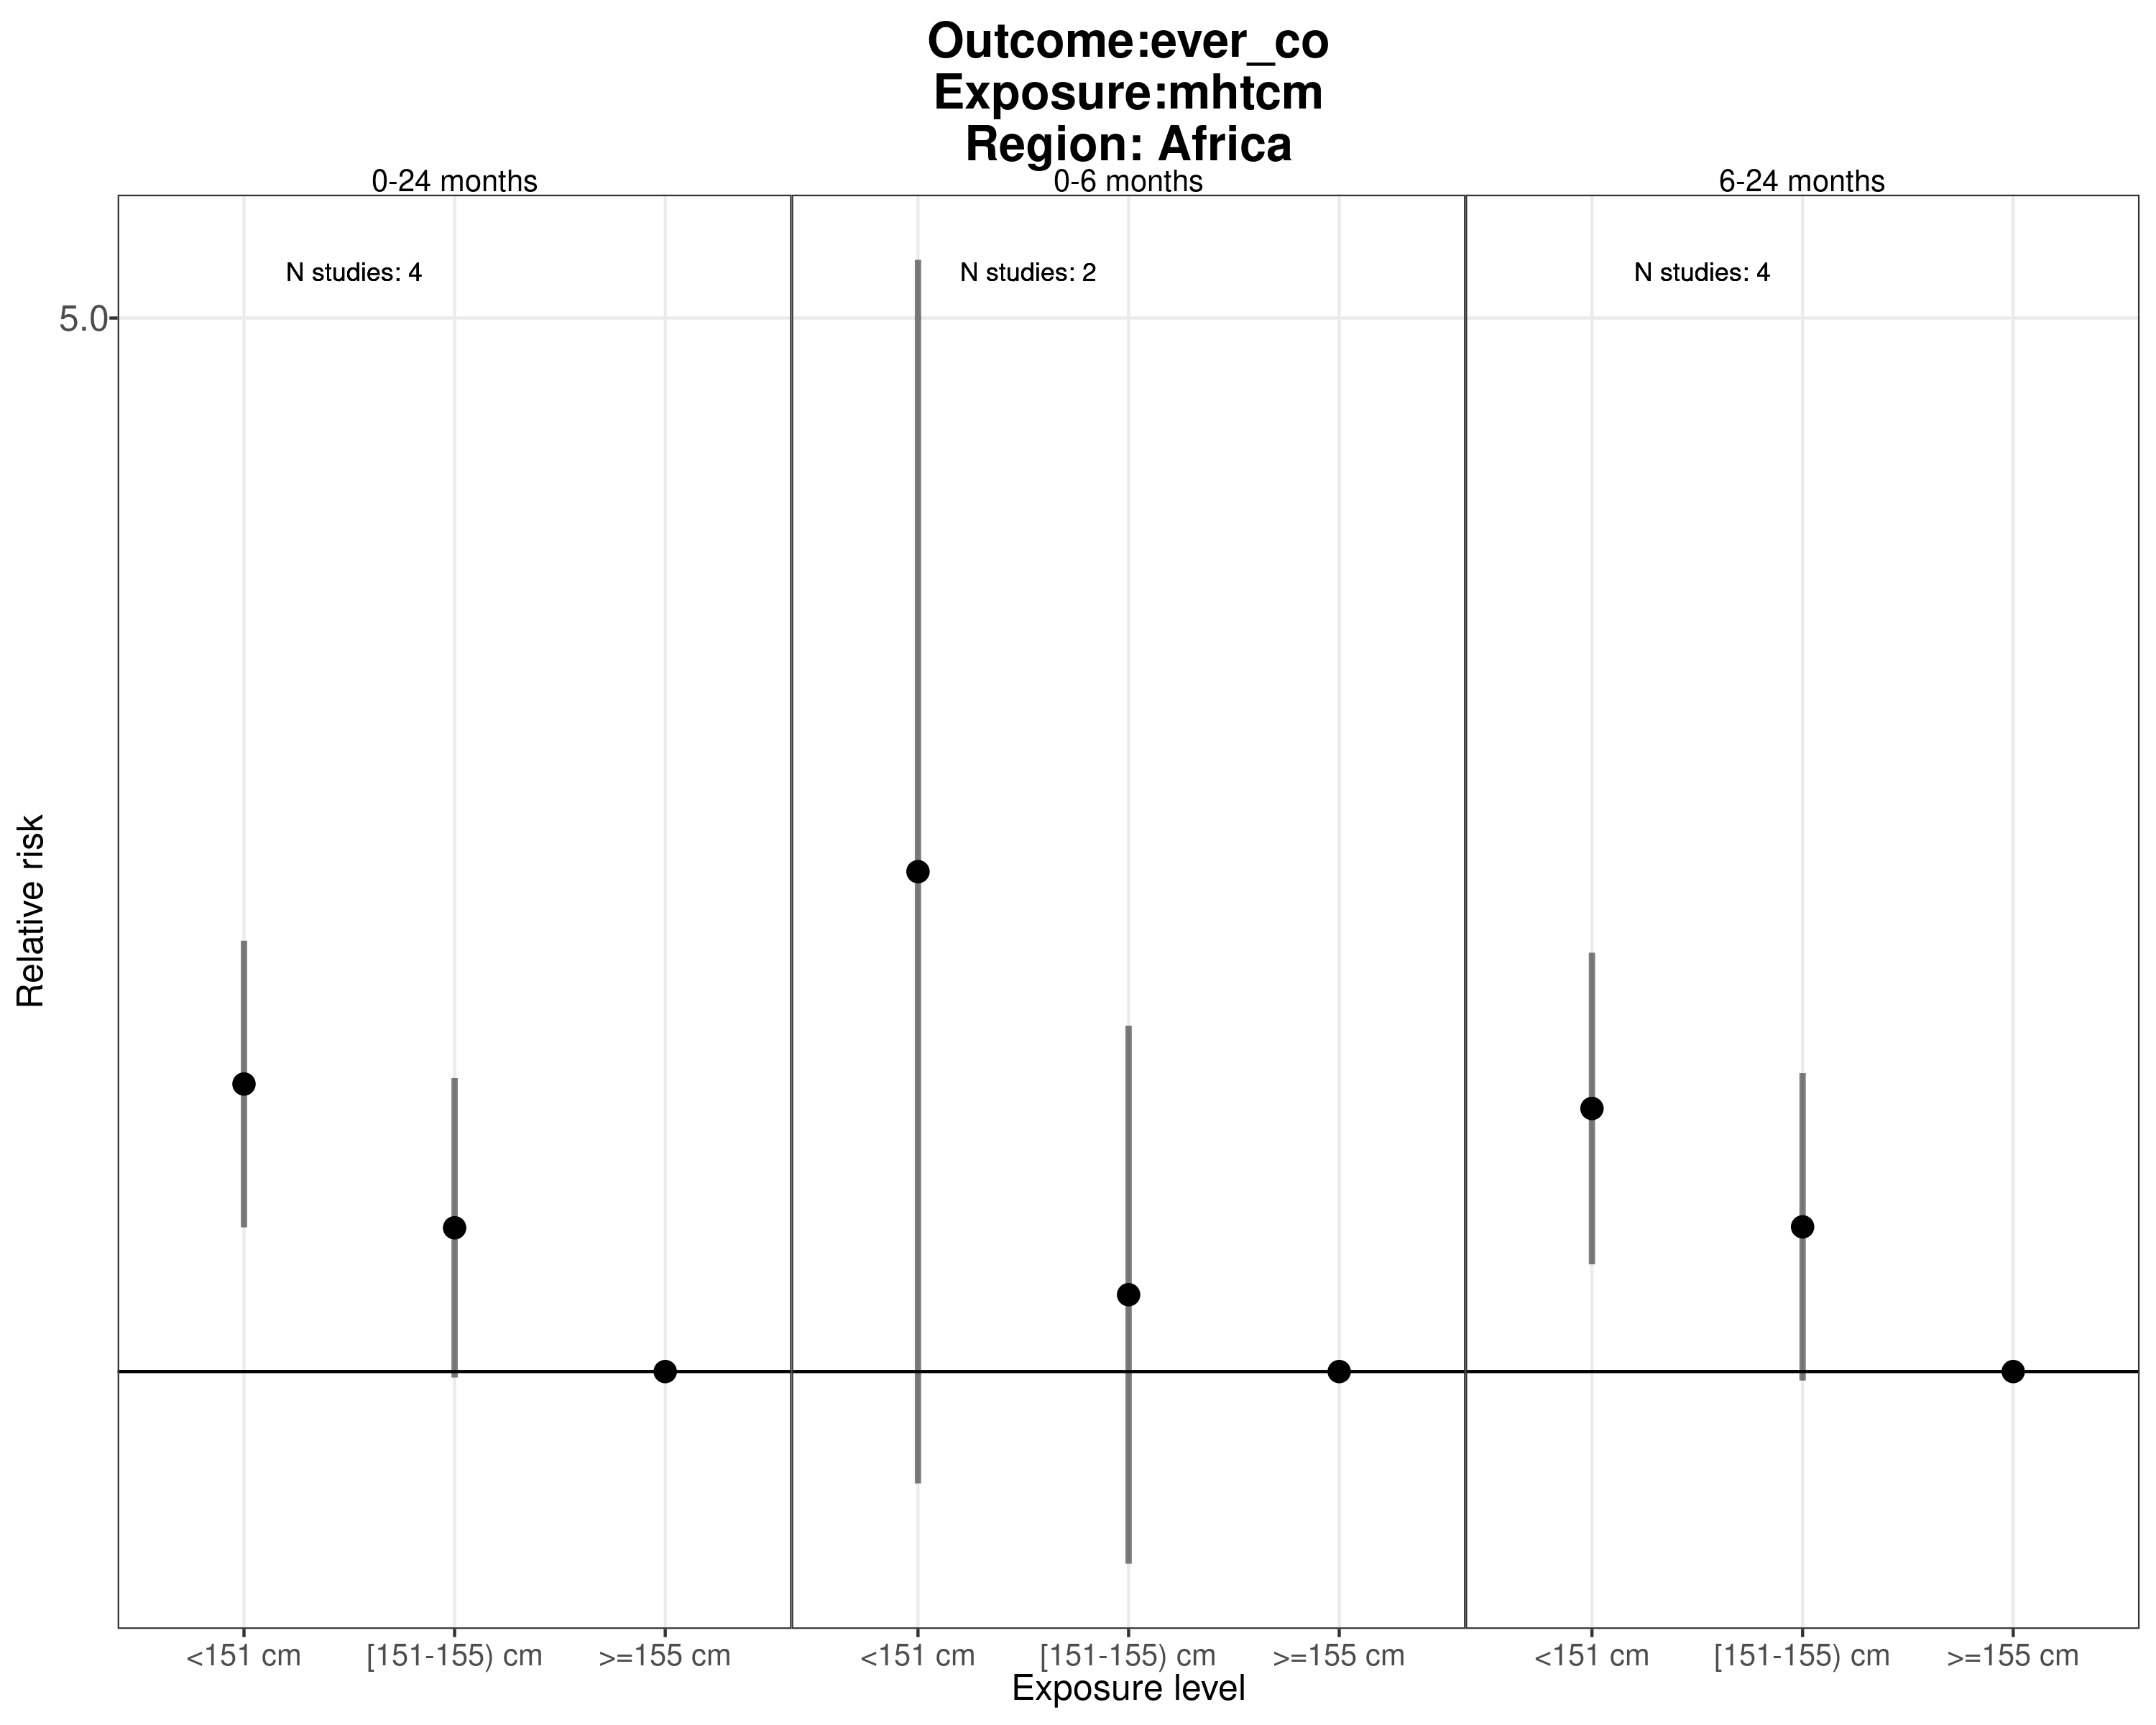 Outcome:ever_co
Exposure:mhtcm
Region: Africa
0-24 months
0-6 months
6-24 months
N studies: 4
N studies: 2
N studies: 4
5.0
Relative risk
<151 cm
[151-155) cm
>=155 cm
<151 cm
[151-155) cm
>=155 cm
<151 cm
[151-155) cm
>=155 cm
Exposure level